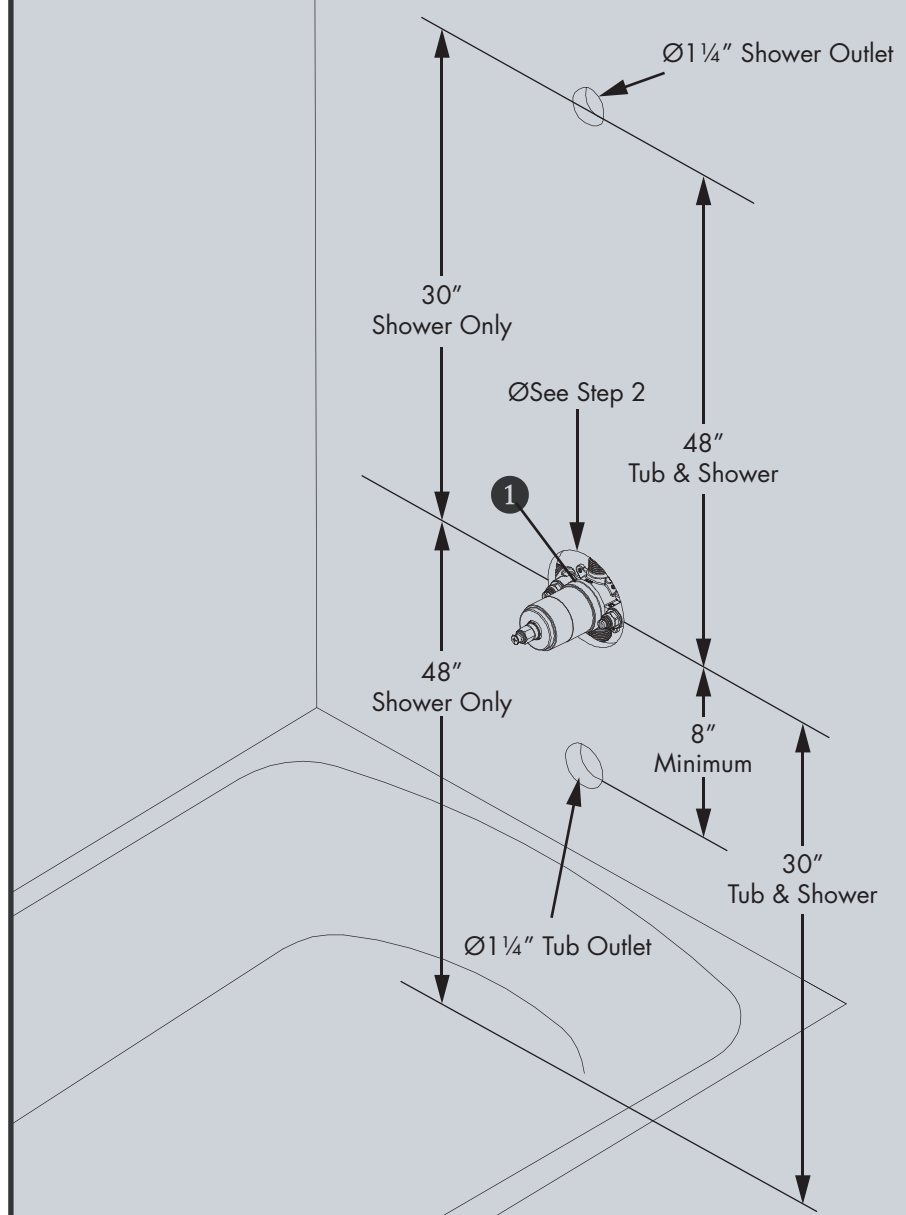 Ø1¼” Shower Outlet
30”
Shower Only
ØSee Step 2
48”
Tub & Shower
1
48”
Shower Only
8”
Minimum
30”
Tub & Shower
Ø1¼” Tub Outlet